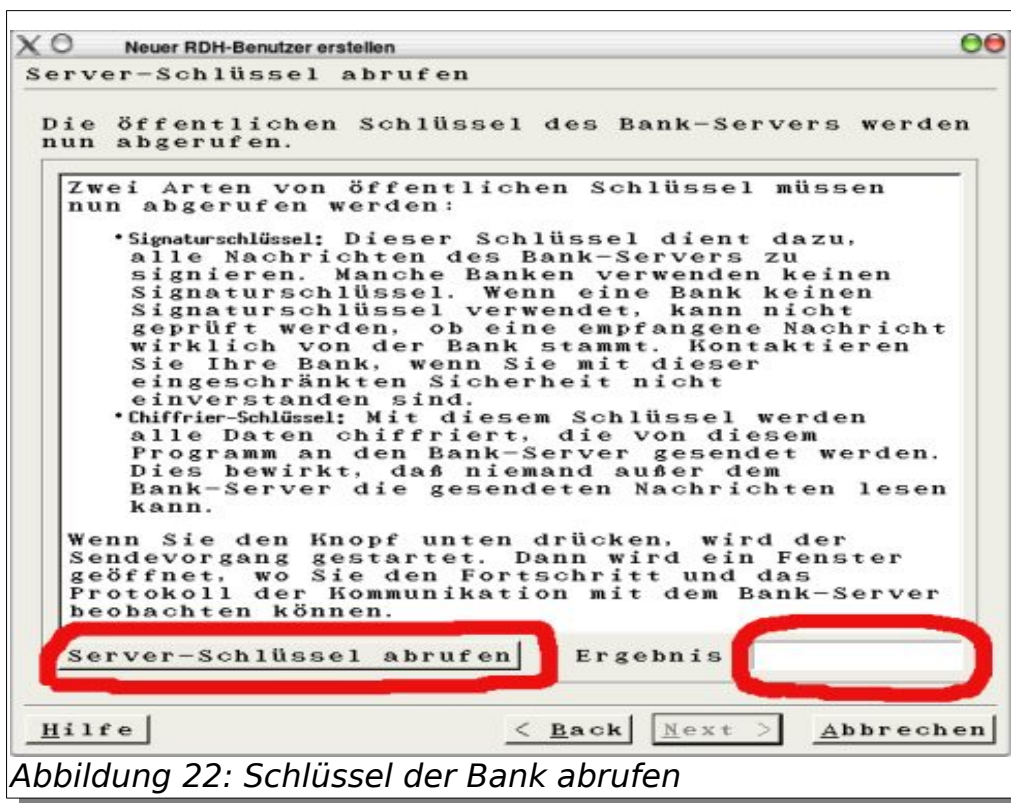 Neuer RDH-Benutzer erstellen
Server-Schlüssel abrufen
Die öffentlichen Schlüssel des Bank-Servers werden
nun abgerufen.
Zwei Arten von öffentlichen Schlüssel müssen
nun abgerufen werden:
•Signaturschlüssel: Dieser Schlüssel dient dazu,
alle Nachrichten des Bank-Servers zu
signieren. Manche Banken verwenden keinen
Signaturschlüssel. Wenn eine Bank keinen
Signaturschlüssel verwendet, kann nicht
geprüft werden, ob eine empfangene Nachricht
wirklich von der Bank stammt. Kontaktieren
Sie Ihre Bank, wenn Sie mit dieser
eingeschränkten Sicherheit nicht
einverstanden sind.
•Chiffrier-Schlüssel: Mit diesem Schlüssel werden
alle Daten chiffriert, die von diesem
Programm an den Bank-Server gesendet werden.
Dies bewirkt, daß niemand außer dem
Bank-Server die gesendeten Nachrichten lesen
kann.
Wenn Sie den Knopf unten drücken, wird der
Sendevorgang gestartet. Dann wird ein Fenster
geöffnet, wo Sie den Fortschritt und das
Protokoll der Kommunikation mit dem Bank-Server
beobachten können.
Server-Schlüssel abrufen Ergebnis
Hilfe < Back Next > Abbrechen
Abbildung 22: Schlüssel der Bank abrufen